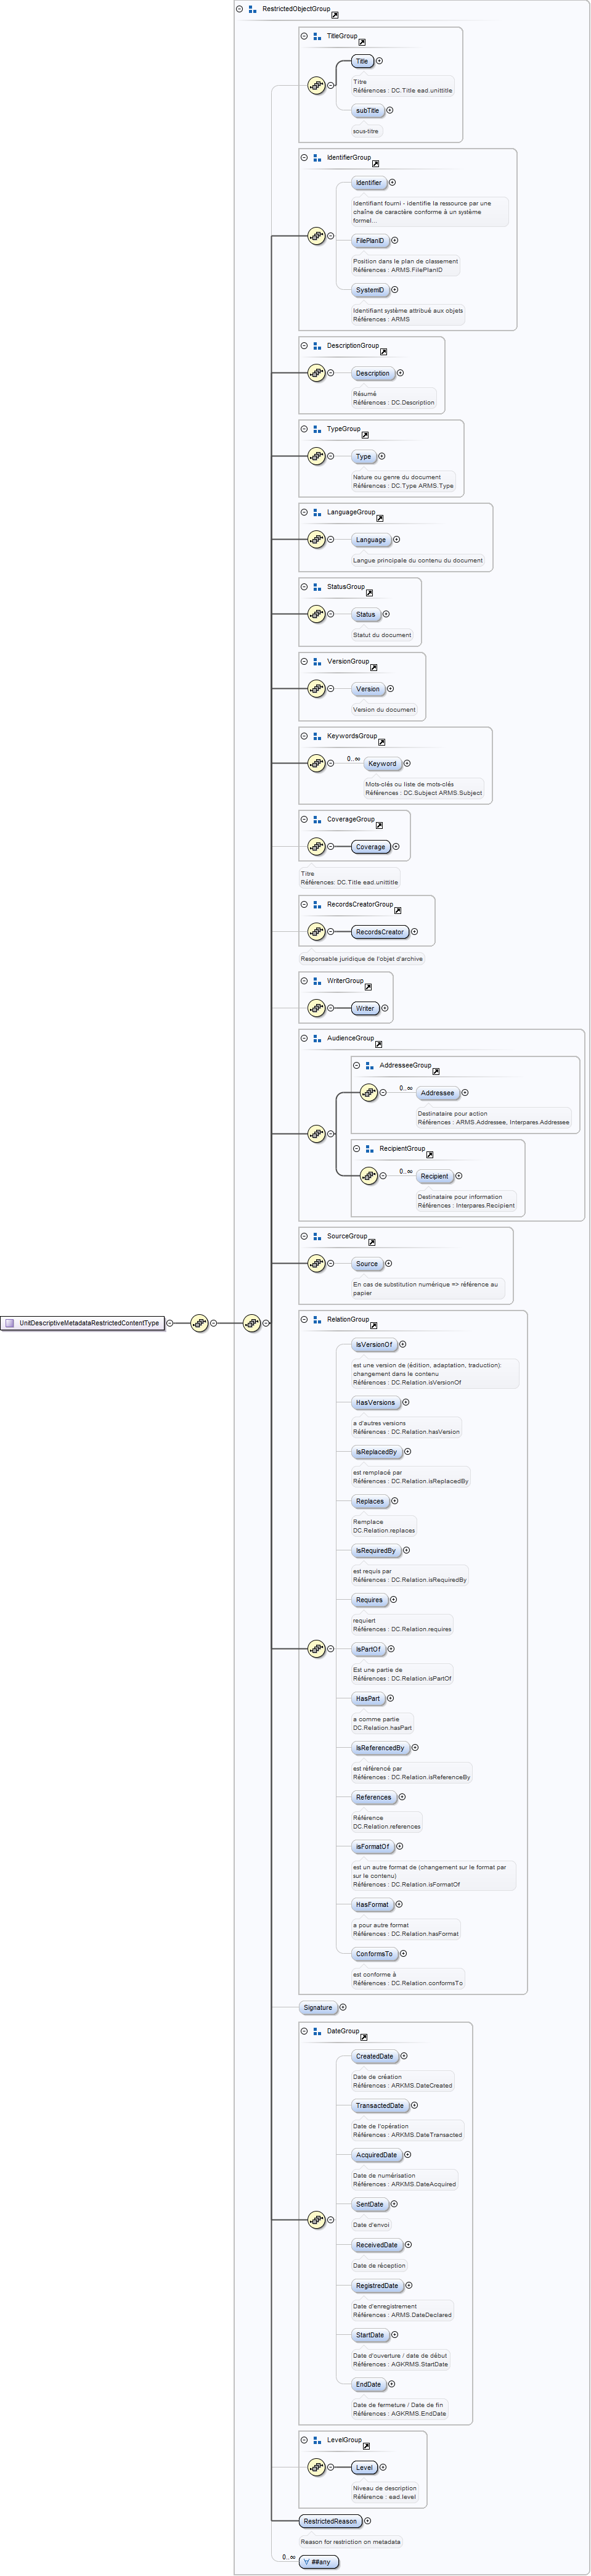 RestrictedObjectGroup
TitleGroup
Title
Titre
Références : DC.Title ead.unittitle
subTitle
sous-titre
IdentifierGroup
Identifier
Identifiant fourni - identifie la ressource par une
chaîne de caractère conforme à un système
formel...
FilePlanID
Position dans le plan de classement
Références : ARMS.FilePlanID
SystemID
Identifiant système attribué aux objets
Références : ARMS
DescriptionGroup
Description
Résumé
Références : DC.Description
TypeGroup
Type
Nature ou genre du document
Références : DC.Type ARMS.Type
LanguageGroup
Language
Langue principale du contenu du document
StatusGroup
Status
Statut du document
VersionGroup
Version
Version du document
KeywordsGroup
0..∞
Keyword
Mots-clés ou liste de mots-clés
Références : DC.Subject ARMS.Subject
CoverageGroup
Coverage
Titre
Références: DC.Title ead.unittitle
RecordsCreatorGroup
RecordsCreator
Responsable juridique de l'objet d'archive
WriterGroup
Writer
AudienceGroup
AddresseeGroup
0..∞
Addressee
Destinataire pour action
Références : ARMS.Addressee, Interpares.Addressee
RecipientGroup
0..∞
Recipient
Destinataire pour information
Références : Interpares.Recipient
SourceGroup
Source
En cas de substitution numérique => référence au
papier
UnitDescriptiveMetadataRestrictedContentType
RelationGroup
IsVersionOf
est une version de (édition, adaptation, traduction):
changement dans le contenu
Références : DC.Relation.isVersionOf
HasVersions
a d'autres versions
Références : DC.Relation.hasVersion
IsReplacedBy
est remplacé par
Références : DC.Relation.isReplacedBy
Replaces
Remplace
DC.Relation.replaces
IsRequiredBy
est requis par
Références : DC.Relation.isRequiredBy
Requires
requiert
Références : DC.Relation.requires
IsPartOf
Est une partie de
Références : DC.Relation.isPartOf
HasPart
a comme partie
DC.Relation.hasPart
IsReferencedBy
est référencé par
Références : DC.Relation.isReferenceBy
References
Référence
DC.Relation.references
isFormatOf
est un autre format de (changement sur le format par
sur le contenu)
Références : DC.Relation.isFormatOf
HasFormat
a pour autre format
Références : DC.Relation.hasFormat
ConformsTo
est conforme à
Références : DC.Relation.conformsTo
Signature
DateGroup
CreatedDate
Date de création
Références : ARKMS.DateCreated
TransactedDate
Date de l'opération
Références : ARKMS.DateTransacted
AcquiredDate
Date de numérisation
Références : ARKMS.DateAcquired
SentDate
Date d'envoi
ReceivedDate
Date de réception
RegistredDate
Date d'enregistrement
Références : ARMS.DateDeclared
StartDate
Date d'ouverture / date de début
Références : AGKRMS.StartDate
EndDate
Date de fermeture / Date de fin
Références : AGKRMS.EndDate
LevelGroup
Level
Niveau de description
Référence : ead.level
RestrictedReason
Reason for restriction on metadata
0..∞
##any